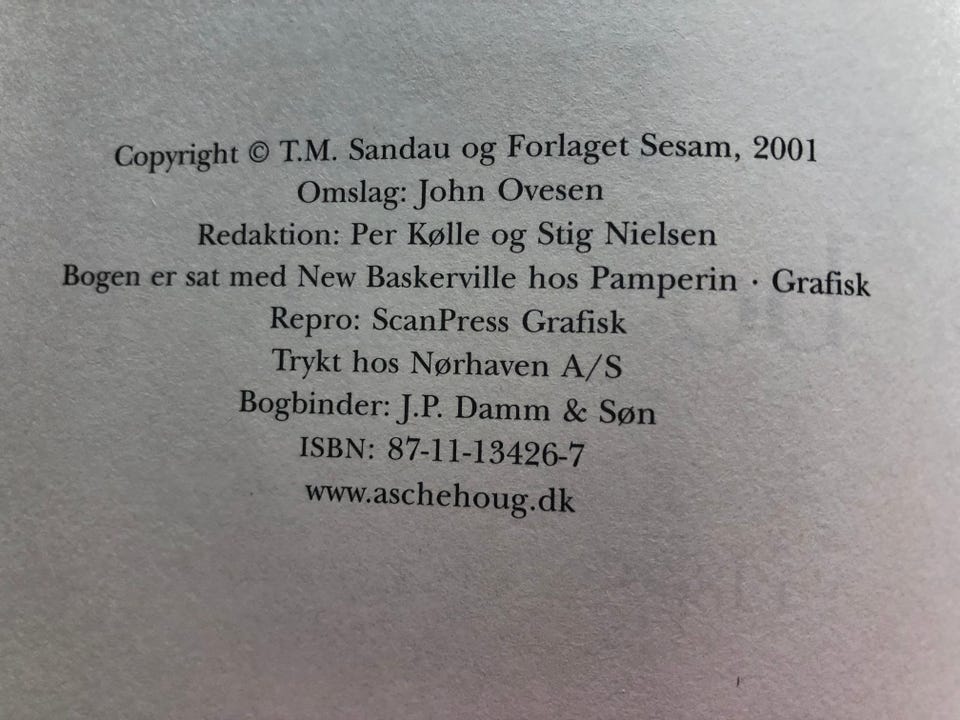 Copyright © T.M. Sandau og Forlaget Sesam, 2001
Omslag: John Ovesen
Redaktion: Per Kølle og Stig Nielsen
Bogen er sat med New Baskerville hos Pamperin · Grafisk
Repro: ScanPress Grafisk
Trykt hos Nørhaven A/S
Bogbinder: J.P. Damm & Søn
ISBN: 87-11-13426-7
www.aschehoug.dk